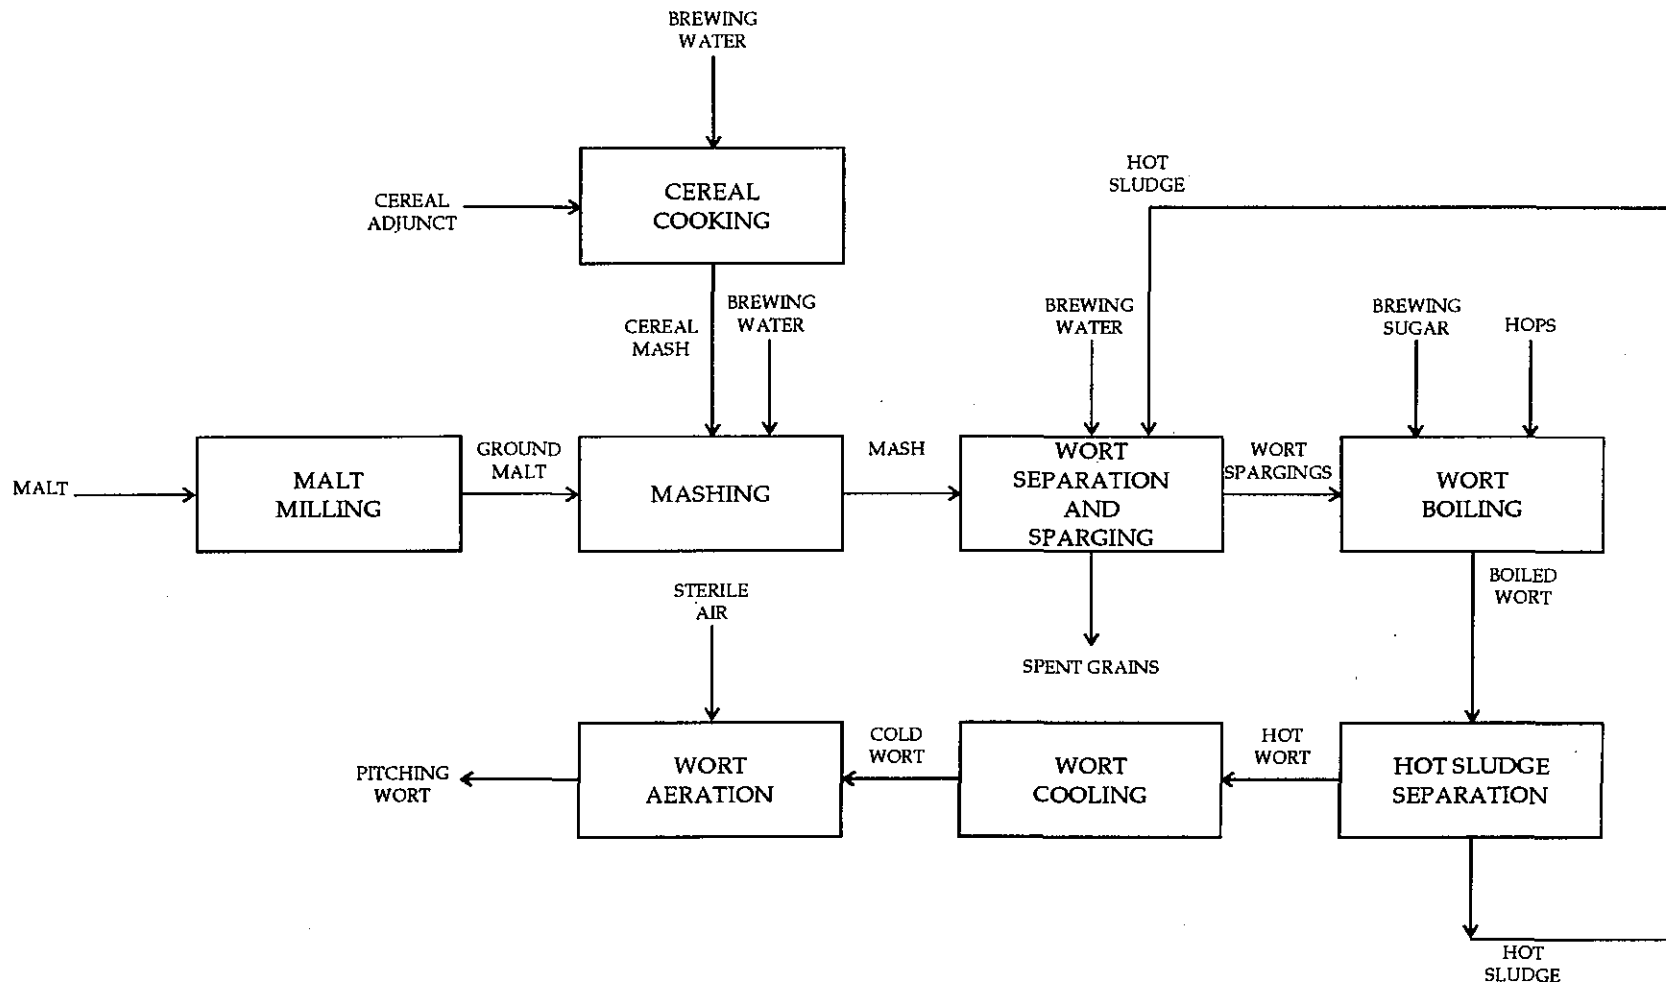 BREWING
WATER
CEREAL
ADJUNCT
CEREAL
COOKING
HOT
SLUDGE
CEREAL
MASH
BREWING
WATER
BREWING
WATER
BREWING
SUGAR
HOPS
MALT
MALT
MILLING
GROUND
MALT
MASHING
MASH
WORT
SEPARATION
AND
SPARGING
WORT
SPARGINGS
WORT
BOILING
STERILE
AIR
SPENT GRAINS
BOILED
WORT
PITCHING
WORT
WORT
AERATION
COLD
WORT
WORT
COOLING
HOT
WORT
HOT SLUDGE
SEPARATION
HOT
SLUDGE